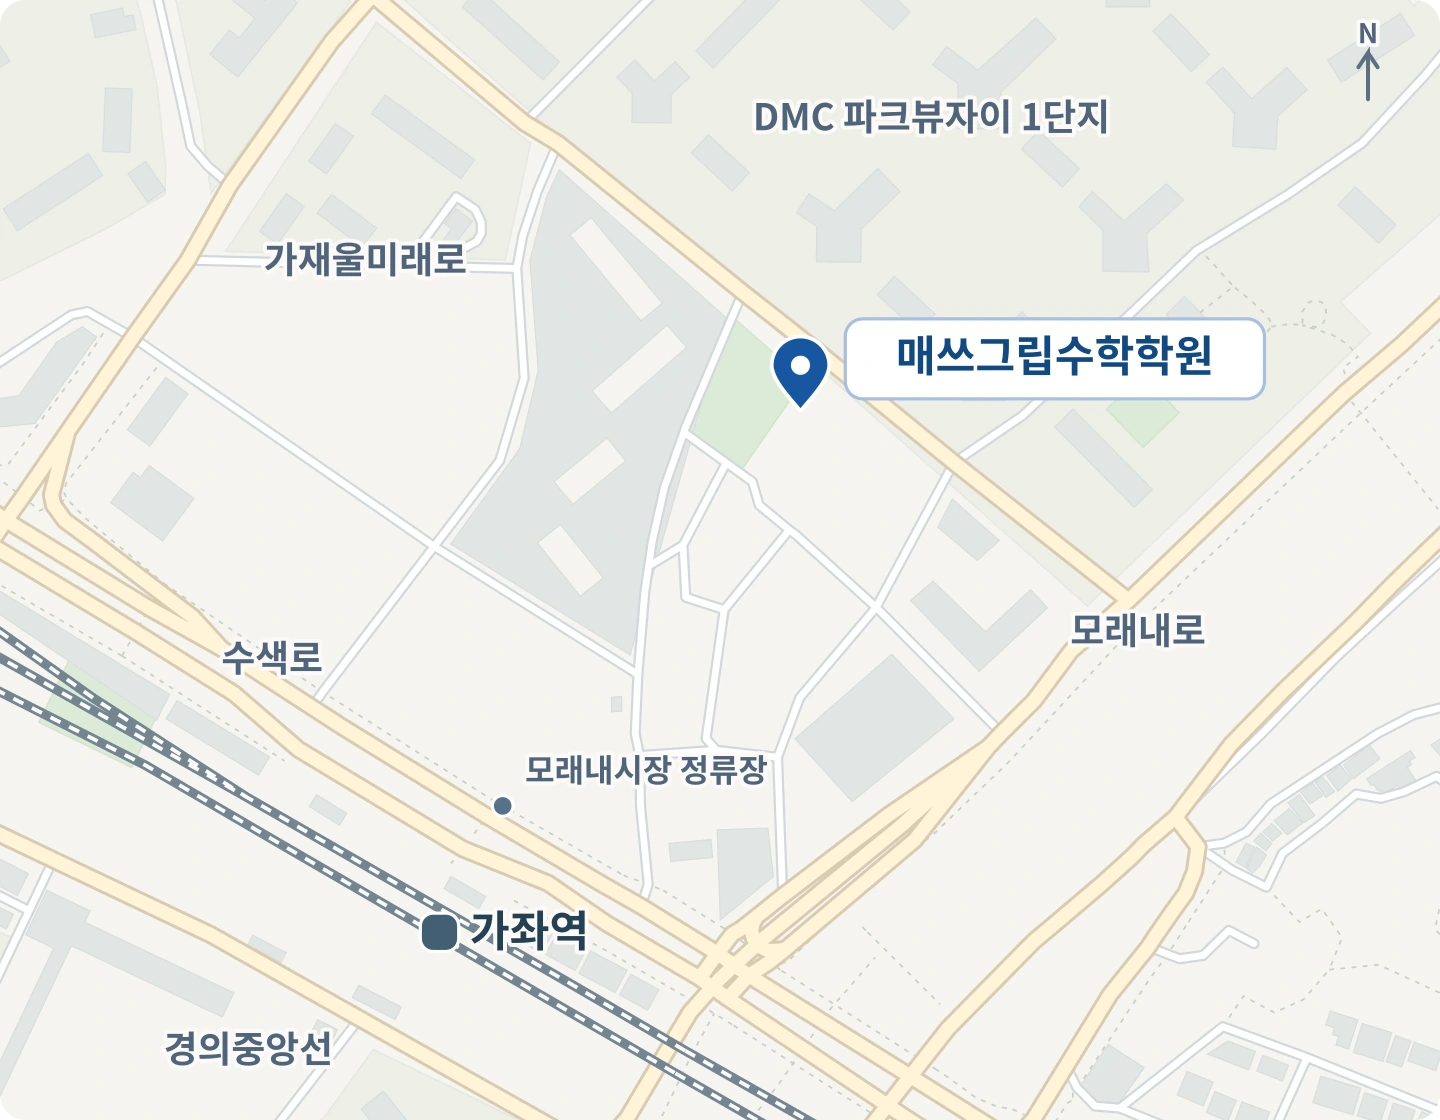 N
DMC 파크뷰자이 1단지
가재울미래로
매쓰그립수학학원
모래내로
수색로
모래내시장 정류장
가좌역
경의중앙선